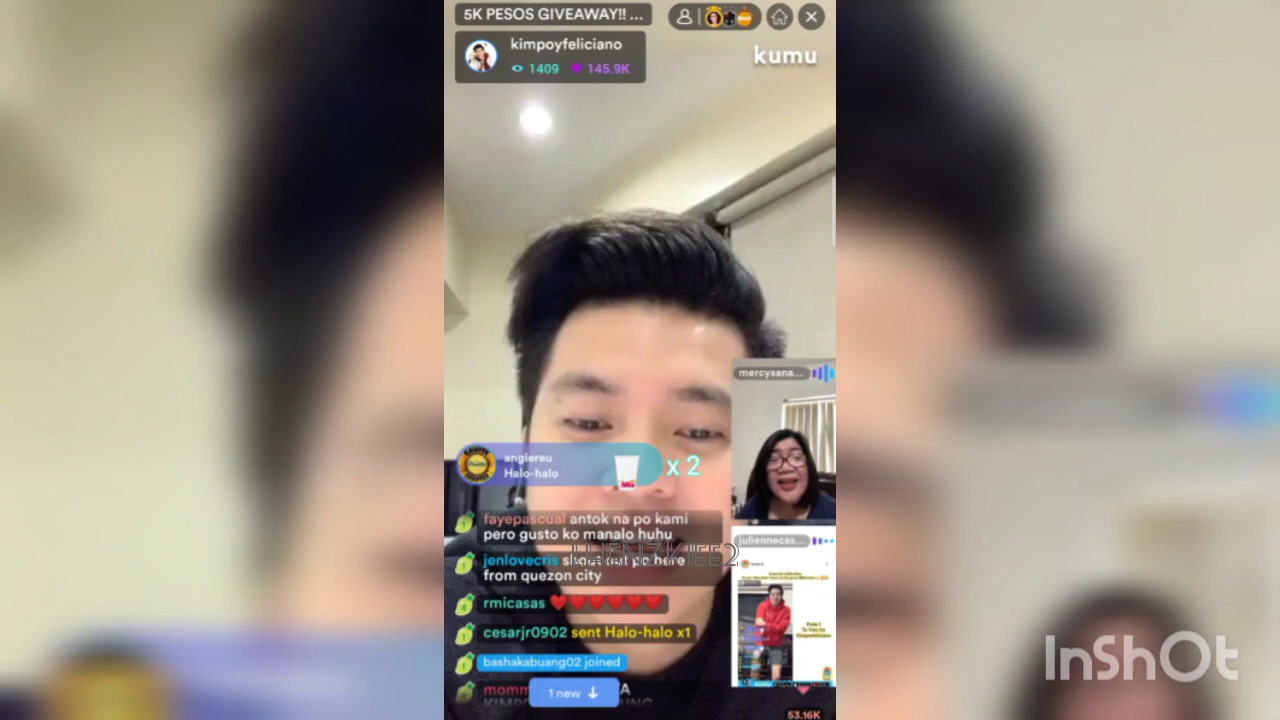 5K PESOS GIVEAWAY!! ...
kimpoyfeliciano
1409
145.9K
kumu
mercysana...
angiereu
Halo-halo
x 2
fayepascual antok na po kami
pero gusto ko manalo huhu
juliennecas...
jenlovecris here
from quezon city
rmicasas
cesarjr0902 sent Halo-halo x1
bashakabuang02 joined
1 new
53.16K
InShOt